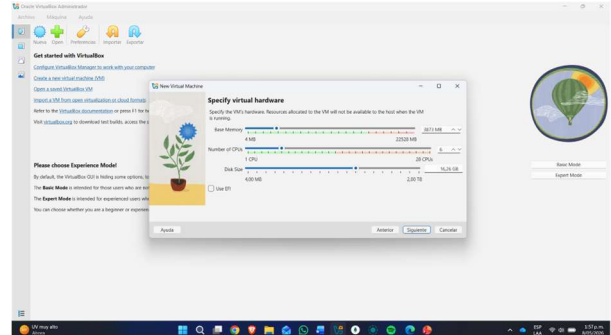 Oracle VirtualBox Administrador
Archivo Máquina Ayuda
Nueva Expert Preferencias Importar Exportar
Get started with VirtualBox
Configure VirtualBox Manager to work with your computer
Create a new virtual machine (VM)
Open a saved VirtualBox VM
Import a VM from open virtualization or cloud formats
Refer to the VirtualBox documentation or press F1 for he
Visit virtualbox.org to download test builds, access the s
Please choose Experience Mode!
By default, the VirtualBox GUI is hiding some options, to
The Basic Mode is intended for those users who are not
The Expert Mode is intended for experienced users wh
You can choose whether you are a beginner or experien
Basic Mode
Expert Mode
New Virtual Machine
Specify virtual hardware
Specify the VM's hardware. Resources allocated to the VM will not be available to the host when the VM
is running.
Base Memory 3873 MB
4 MB 22528 MB
Number of CPUs 6
1 CPU 28 CPUs
Disk Size 16,26 GB
4,00 MB 2,00 TB
Use EFI
Ayuda Anterior Siguiente Cancelar
UV muy alto
Ahora
ESP
LAA
1:57 p.m.
8/05/2026